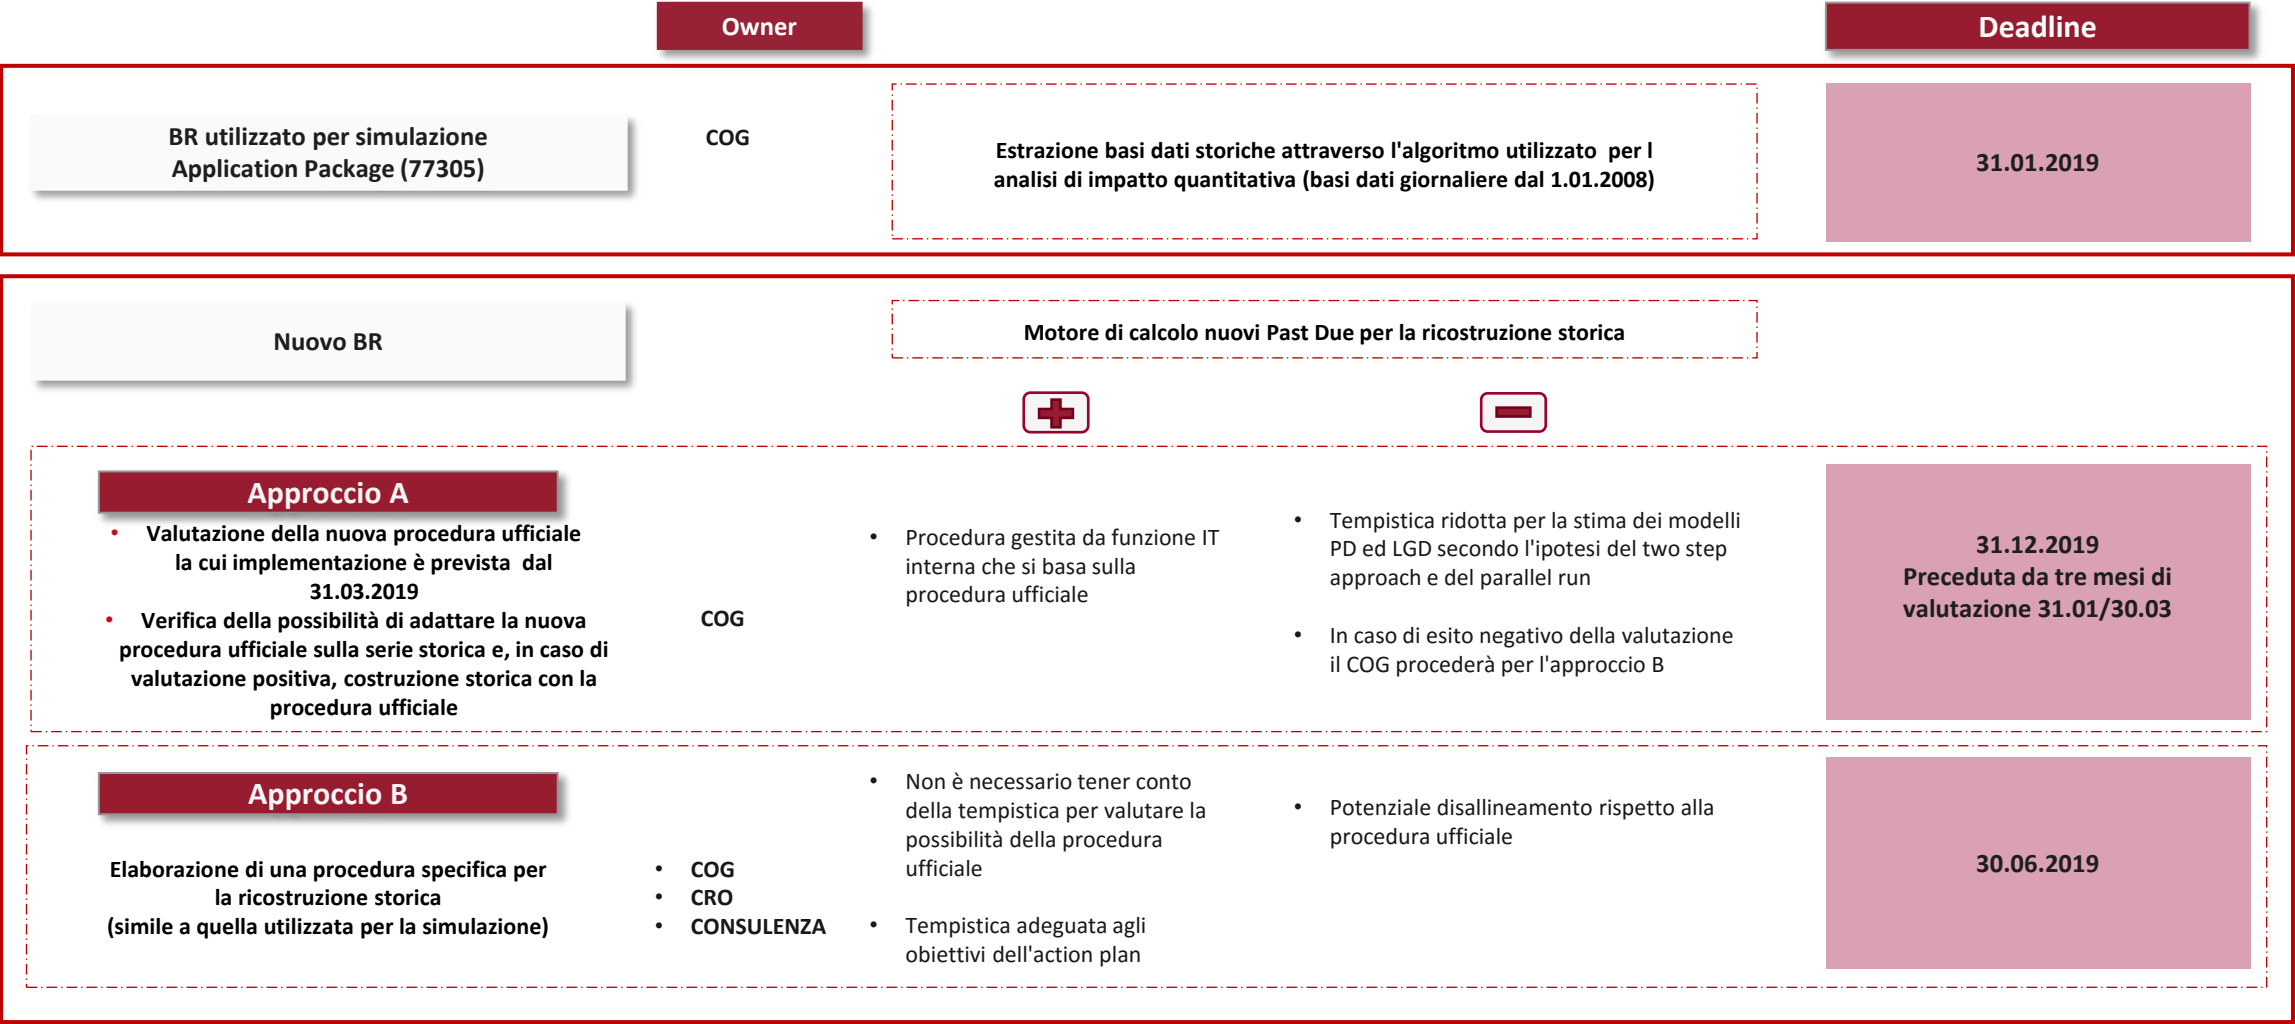 Owner
Deadline
BR utilizzato per simulazione
Application Package (77305)
COG
Estrazione basi dati storiche attraverso l'algoritmo utilizzato  per l
analisi di impatto quantitativa (basi dati giornaliere dal 1.01.2008)
31.01.2019
Nuovo BR
Motore di calcolo nuovi Past Due per la ricostruzione storica
Approccio A
• Valutazione della nuova procedura ufficiale
la cui implementazione è prevista  dal
31.03.2019
• Verifica della possibilità di adattare la nuova
procedura ufficiale sulla serie storica e, in caso di
valutazione positiva, costruzione storica con la
procedura ufficiale
COG
• Procedura gestita da funzione IT
interna che si basa sulla
procedura ufficiale
• Tempistica ridotta per la stima dei modelli
PD ed LGD secondo l'ipotesi del two step
approach e del parallel run
• In caso di esito negativo della valutazione
il COG procederà per l'approccio B
31.12.2019
Preceduta da tre mesi di
valutazione 31.01/30.03
Approccio B
Elaborazione di una procedura specifica per
la ricostruzione storica
(simile a quella utilizzata per la simulazione)
• COG
• CRO
• CONSULENZA
• Non è necessario tener conto
della tempistica per valutare la
possibilità della procedura
ufficiale
• Tempistica adeguata agli
obiettivi dell'action plan
• Potenziale disallineamento rispetto alla
procedura ufficiale
30.06.2019